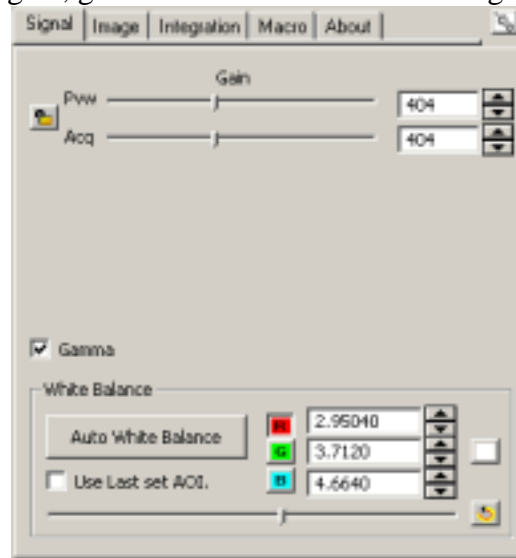 Signal Image Integration Macro About
Gain
Pvw 404
Acq 404
Gamma
White Balance
Auto White Balance
R 2.95040
G 3.7120
B 4.6640
Use Last set AOI.